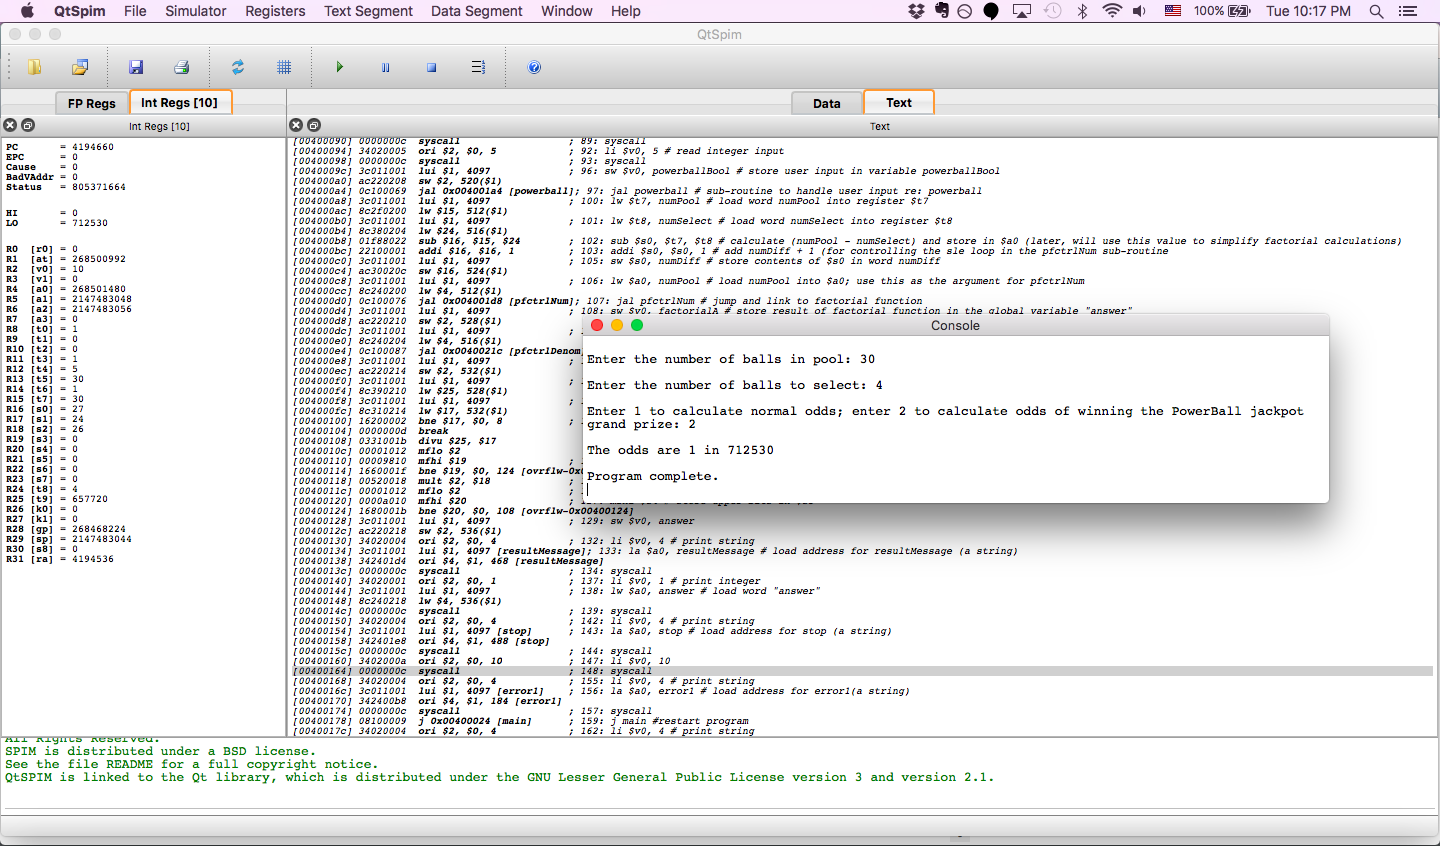 QtSpim File Simulator Registers Text Segment Data Segment Window Help 100% Tue 10:17 PM
QtSpim
FP Regs Int Regs [10] Data Text
Int Regs [10] Text
PC = 4194660
EPC = 0
Cause = 0
BadVAddr = 0
Status = 805371664
HI = 0
LO = 712530
R0 [r0] = 0
R1 [at] = 268500992
R2 [v0] = 10
R3 [v1] = 0
R4 [a0] = 268501480
R5 [a1] = 2147483048
R6 [a2] = 2147483056
R7 [a3] = 0
R8 [t0] = 1
R9 [t1] = 0
R10 [t2] = 0
R11 [t3] = 1
R12 [t4] = 5
R13 [t5] = 30
R14 [t6] = 1
R15 [t7] = 30
R16 [s0] = 27
R17 [s1] = 24
R18 [s2] = 26
R19 [s3] = 0
R20 [s4] = 0
R21 [s5] = 0
R22 [s6] = 0
R23 [s7] = 0
R24 [t8] = 4
R25 [t9] = 657720
R26 [k0] = 0
R27 [k1] = 0
R28 [gp] = 268468224
R29 [sp] = 2147483044
R30 [s8] = 0
R31 [ra] = 4194536
[00400090] 0000000c syscall ; 89: syscall
[00400094] 34020005 ori $2, $0, 5 ; 92: li $v0, 5 # read integer input
[00400098] 0000000c syscall ; 93: syscall
[0040009c] 3c011001 lui $1, 4097 ; 96: sw $v0, powerballBool # store user input in variable powerballBool
[004000a0] ac220208 sw $2, 520($1)
[004000a4] 0c100069 jal 0x004001a4 [powerball]; 97: jal powerball # sub-routine to handle user input re: powerball
[004000a8] 3c011001 lui $1, 4097 ; 100: lw $t7, numPool # load word numPool into register $t7
[004000ac] 8c2f0200 lw $15, 512($1)
[004000b0] 3c011001 lui $1, 4097 ; 101: lw $t8, numSelect # load word numSelect into register $t8
[004000b4] 8c380204 lw $24, 516($1)
[004000b8] 01f88022 sub $16, $15, $24 ; 102: sub $s0, $t7, $t8 # calculate (numPool - numSelect) and store in $a0 (later, will use this value to simplify factorial calculations)
[004000bc] 22100001 addi $16, $16, 1 ; 103: addi $s0, $s0, 1 # add numDiff + 1 (for controlling the sle loop in the pfctrlNum sub-routine
[004000c0] 3c011001 lui $1, 4097 ; 105: sw $s0, numDiff # store contents of $s0 in word numDiff
[004000c4] ac30020c sw $16, 524($1)
[004000c8] 3c011001 lui $1, 4097 ; 106: lw $a0, numPool # load numPool into $a0; use this as the argument for pfctrlNum
[004000cc] 8c240200 lw $4, 512($1)
[004000d0] 0c100076 jal 0x004001d8 [pfctrlNum]; 107: jal pfctrlNum # jump and link to factorial function
[004000d4] 3c011001 lui $1, 4097 ; 108: sw $v0, factorialA # store result of factorial function in the global variable "answer"
[004000d8] ac220210 sw $2, 528($1)
[004000dc] 3c011001 lui $1, 4097 ;
[004000e0] 8c240204 lw $4, 516($1)
[004000e4] 0c100087 jal 0x0040021c [pfctrlDenom
[004000e8] 3c011001 lui $1, 4097 ;
[004000ec] ac220214 sw $2, 532($1)
[004000f0] 3c011001 lui $1, 4097 ;
[004000f4] 8c390210 lw $25, 528($1)
[004000f8] 3c011001 lui $1, 4097 ;
[004000fc] 8c310214 lw $17, 532($1)
[00400100] 16200002 bne $17, $0, 8 ;
[00400104] 0000000d break
[00400108] 0331001b divu $25, $17
[0040010c] 00001012 mflo $2
[00400110] 00009810 mfhi $19 ;
[00400114] 1660001f bne $19, $0, 124 [ovrflw-0x0
[00400118] 00520018 mult $2, $18 ;
[0040011c] 00001012 mflo $2 ;
[00400120] 0000a010 mfhi $20
[00400124] 1680001b bne $20, $0, 108 [ovrflw-0x00400124]
[00400128] 3c011001 lui $1, 4097 ; 129: sw $v0, answer
[0040012c] ac220218 sw $2, 536($1)
[00400130] 34020004 ori $2, $0, 4 ; 132: li $v0, 4 # print string
[00400134] 3c011001 lui $1, 4097 [resultMessage]; 133: la $a0, resultMessage # load address for resultMessage (a string)
[00400138] 342401d4 ori $4, $1, 468 [resultMessage]
[0040013c] 0000000c syscall ; 134: syscall
[00400140] 34020001 ori $2, $0, 1 ; 137: li $v0, 1 # print integer
[00400144] 3c011001 lui $1, 4097 ; 138: lw $a0, answer # load word "answer"
[00400148] 8c240218 lw $4, 536($1)
[0040014c] 0000000c syscall ; 139: syscall
[00400150] 34020004 ori $2, $0, 4 ; 142: li $v0, 4 # print string
[00400154] 3c011001 lui $1, 4097 [stop] ; 143: la $a0, stop # load address for stop (a string)
[00400158] 342401e8 ori $4, $1, 488 [stop]
[0040015c] 0000000c syscall ; 144: syscall
[00400160] 3402000a ori $2, $0, 10 ; 147: li $v0, 10
[00400164] 0000000c syscall ; 148: syscall
[00400168] 34020004 ori $2, $0, 4 ; 155: li $v0, 4 # print string
[0040016c] 3c011001 lui $1, 4097 [error1] ; 156: la $a0, error1 # load address for error1(a string)
[00400170] 342400b8 ori $4, $1, 184 [error1]
[00400174] 0000000c syscall ; 157: syscall
[00400178] 08100009 j 0x00400024 [main] ; 159: j main #restart program
[0040017c] 34020004 ori $2, $0, 4 ; 162: li $v0, 4 # print string
Console
Enter the number of balls in pool: 30
Enter the number of balls to select: 4
Enter 1 to calculate normal odds; enter 2 to calculate odds of winning the PowerBall jackpot
grand prize: 2
The odds are 1 in 712530
Program complete.
All Rights Reserved.
SPIM is distributed under a BSD license.
See the file README for a full copyright notice.
QtSPIM is linked to the Qt library, which is distributed under the GNU Lesser General Public License version 3 and version 2.1.